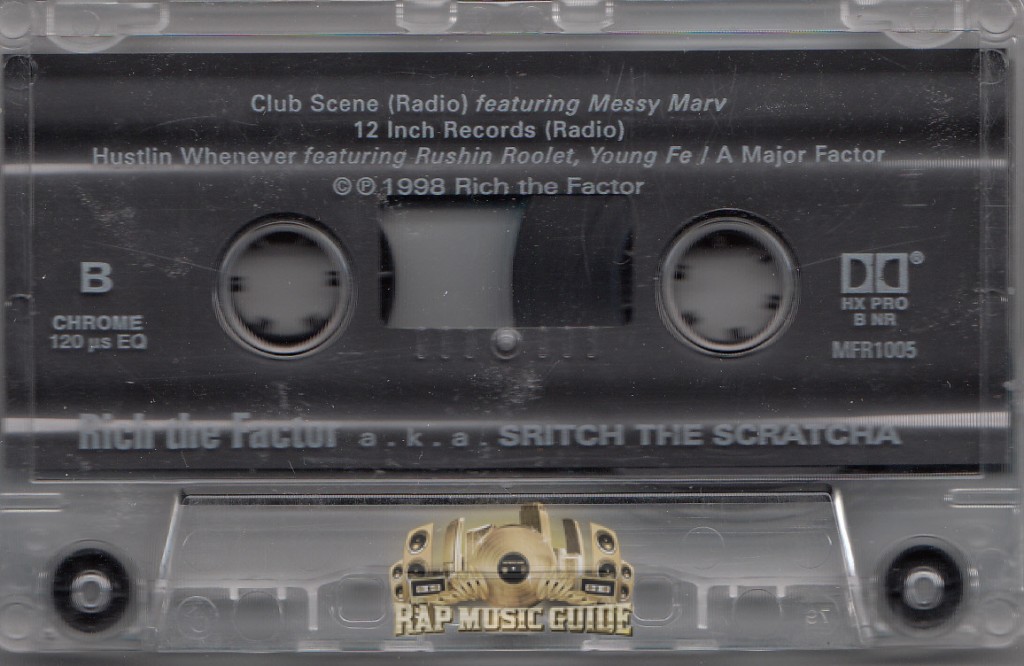 Club Scene (Radio) featuring Messy Marv
12 Inch Records (Radio)
Hustlin Whenever featuring Rushin Roolet, Young Fe / A Major Factor
©℗ 1998 Rich the Factor
B
CHROME
120 µs EQ
®
HX PRO
B NR
MFR1005
Rich the Factor a.k.a. SRITCH THE SCRATCHA
RAP MUSIC GUIDE